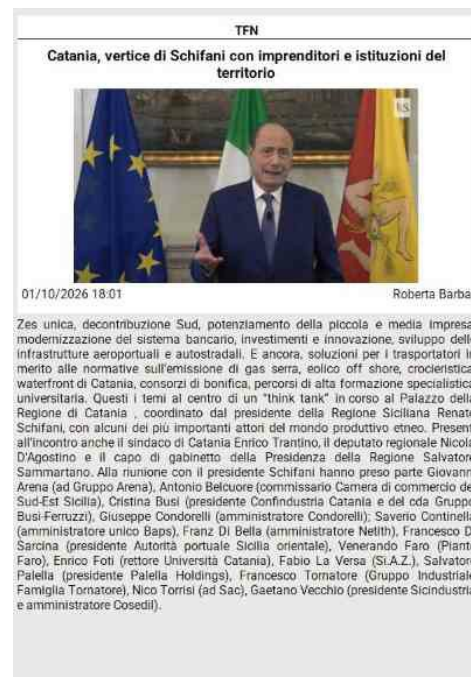 TFN
Catania, vertice di Schifani con imprenditori e istituzioni del
territorio
01/10/2026 18:01
Roberta Barba
Zes unica, decontribuzione Sud, potenziamento della piccola e media impresa
modernizzazione del sistema bancario, investimenti e innovazione, sviluppo dell
infrastrutture aeroportuali e autostradali. E ancora, soluzioni per i trasportatori i
merito alle normative sull'emissione di gas serra, eolico off shore, crocieristica
waterfront di Catania, consorzi di bonifica, percorsi di alta formazione specialistica
universitaria. Questi i temi al centro di un "think tank" in corso al Palazzo della
Regione di Catania , coordinato dal presidente della Regione Siciliana Renato
Schifani, con alcuni dei più importanti attori del mondo produttivo etneo. Present
all'incontro anche il sindaco di Catania Enrico Trantino, il deputato regionale Nicola
D'Agostino e il capo di gabinetto della Presidenza della Regione Salvatore
Sammartano. Alla riunione con il presidente Schifani hanno preso parte Giovann
Arena (ad Gruppo Arena), Antonio Belcuore (commissario Camera di commercio de
Sud-Est Sicilia), Cristina Busi (presidente Confindustria Catania e del cda Gruppo
Busi-Ferruzzi), Giuseppe Condorelli (amministratore Condorelli); Saverio Continella
(amministratore unico Baps), Franz Di Bella (amministratore Netith), Francesco D
Sarcina (presidente Autorità portuale Sicilia orientale), Venerando Faro (Piante
Faro), Enrico Foti (rettore Università Catania), Fabio La Versa (Si.A.Z.), Salvatore
Palella (presidente Palella Holdings), Francesco Tornatore (Gruppo Industriale
Famiglia Tornatore), Nico Torrisi (ad Sac), Gaetano Vecchio (presidente Sicindustria
e amministratore Cosedil).